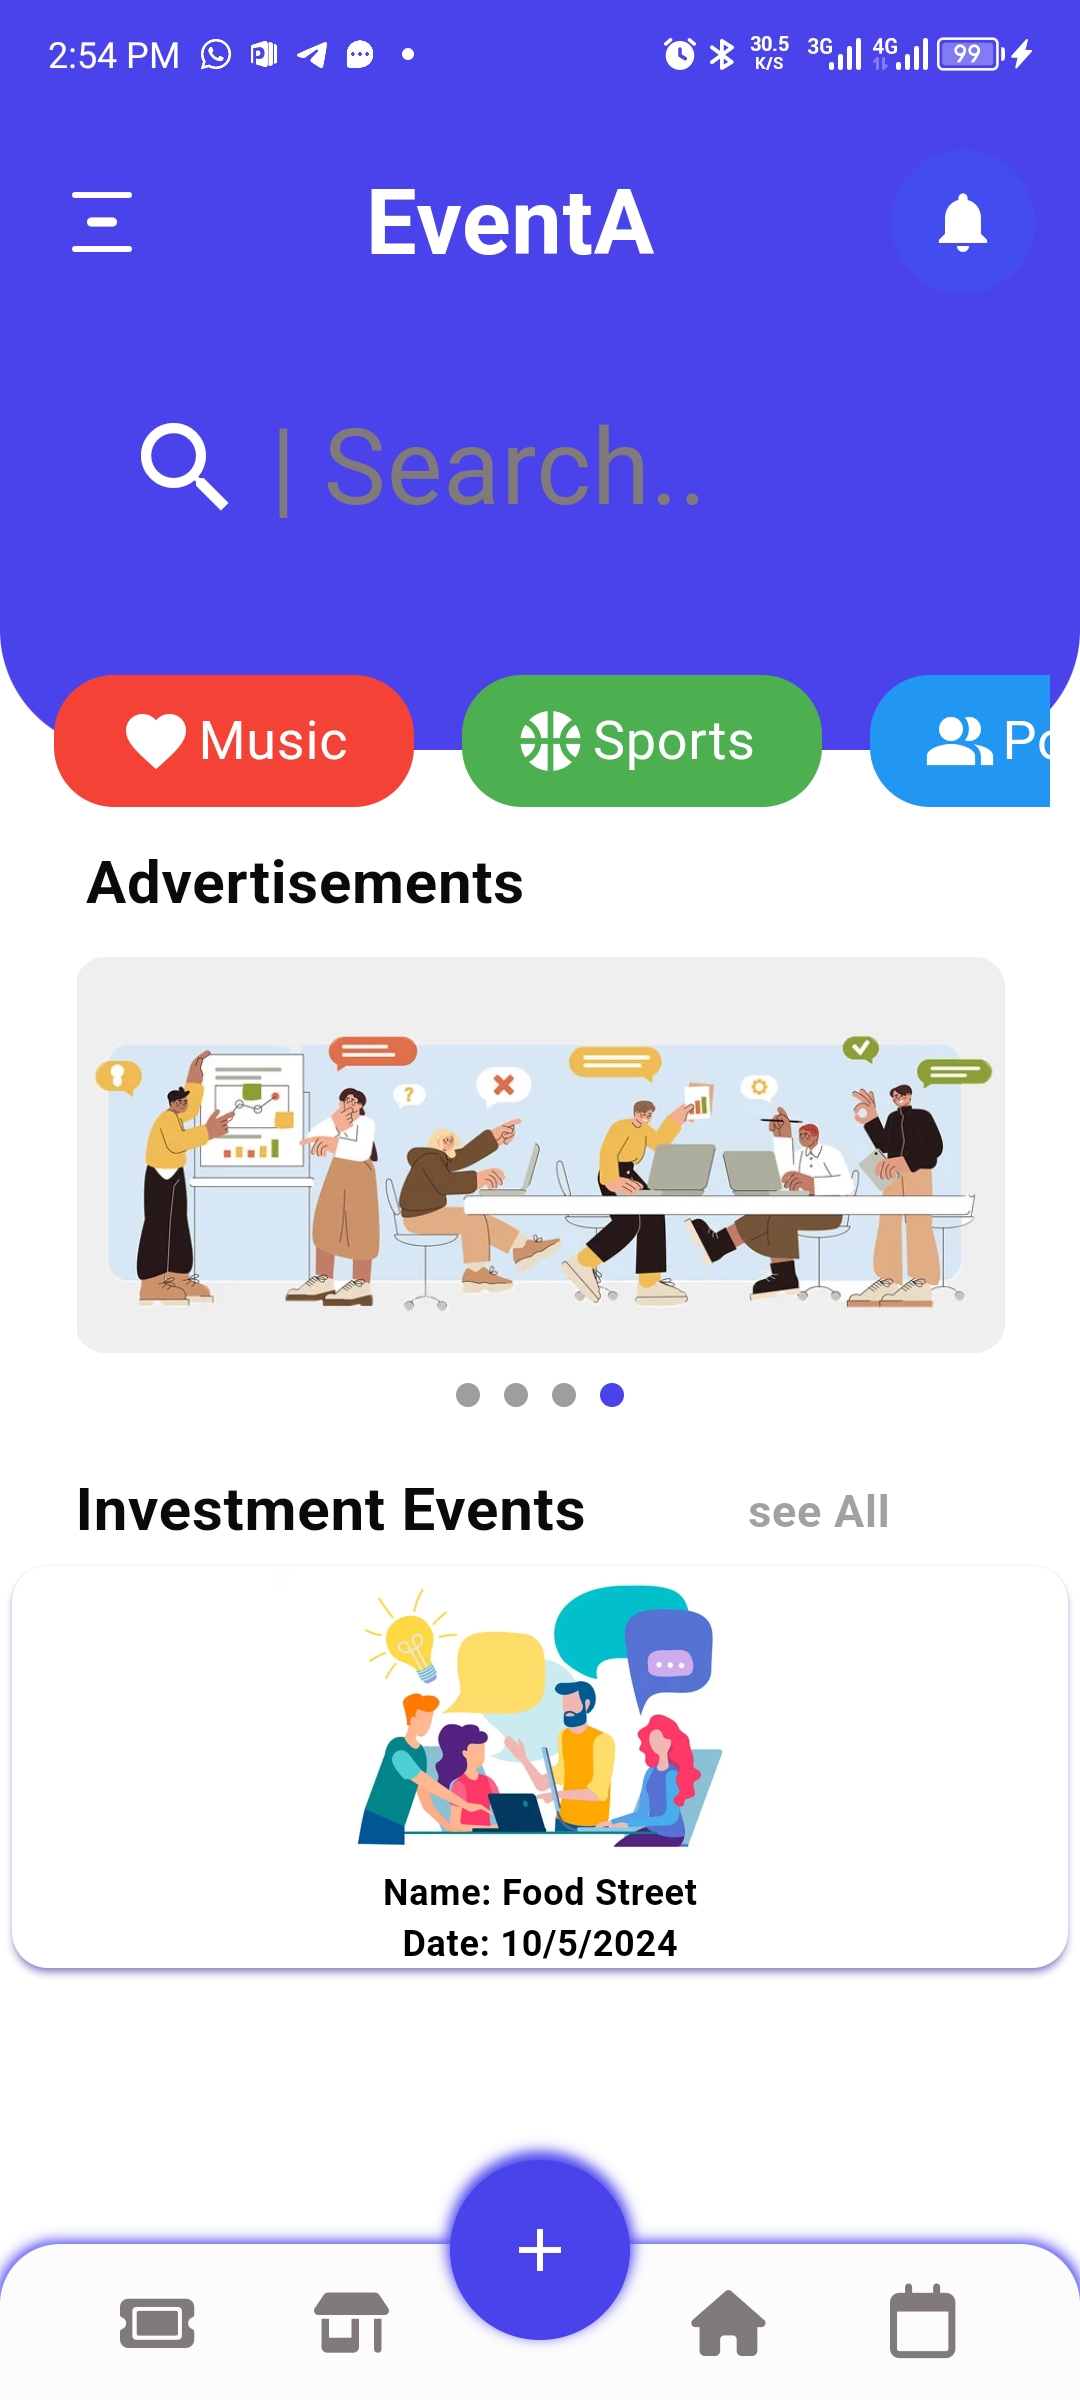 2:54 PM 30.5 K/S 3G 4G 99
EventA
| Search..
Music Sports Po
Advertisements
Investment Events see All
Name: Food Street
Date: 10/5/2024